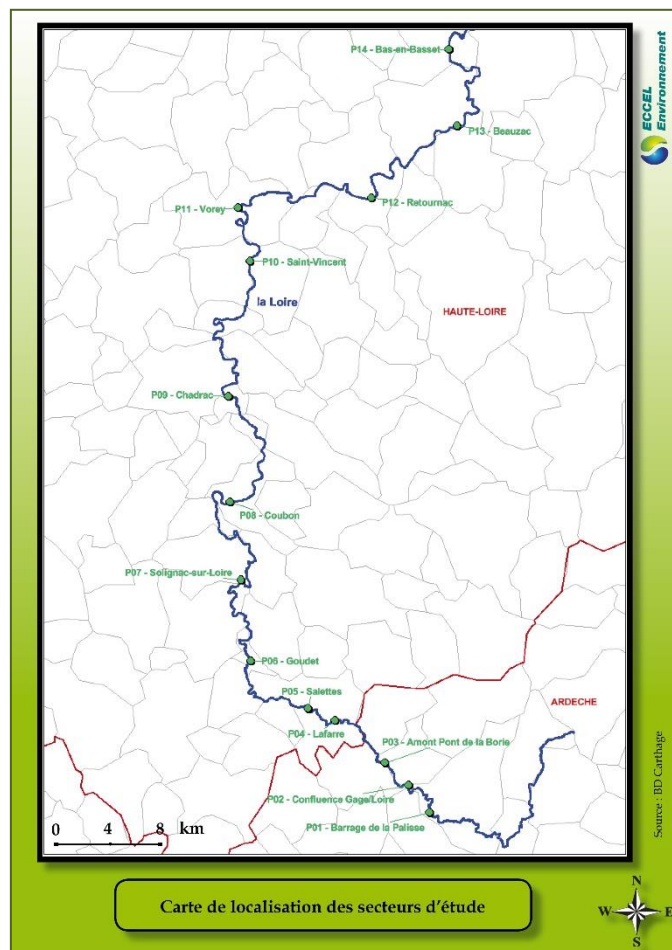 P14 - Bas-en-Basset
ECCEL
Environnement
P13 - Beauzac
P12 - Retournac
P11 - Vorey
P10 - Saint-Vincent
la Loire
HAUTE-LOIRE
P09 - Chadrac
P08 - Coubon
P07 - Solignac-sur-Loire
P06 - Goudet
P05 - Salettes
ARDECHE
P04 - Lafarre
P03 - Amont Pont de la Borie
P02 - Confluence Gage/Loire
P01 - Barrage de la Palisse
0 4 8 km
Source : BD Carthage
Carte de localisation des secteurs d'étude
N
W E
S